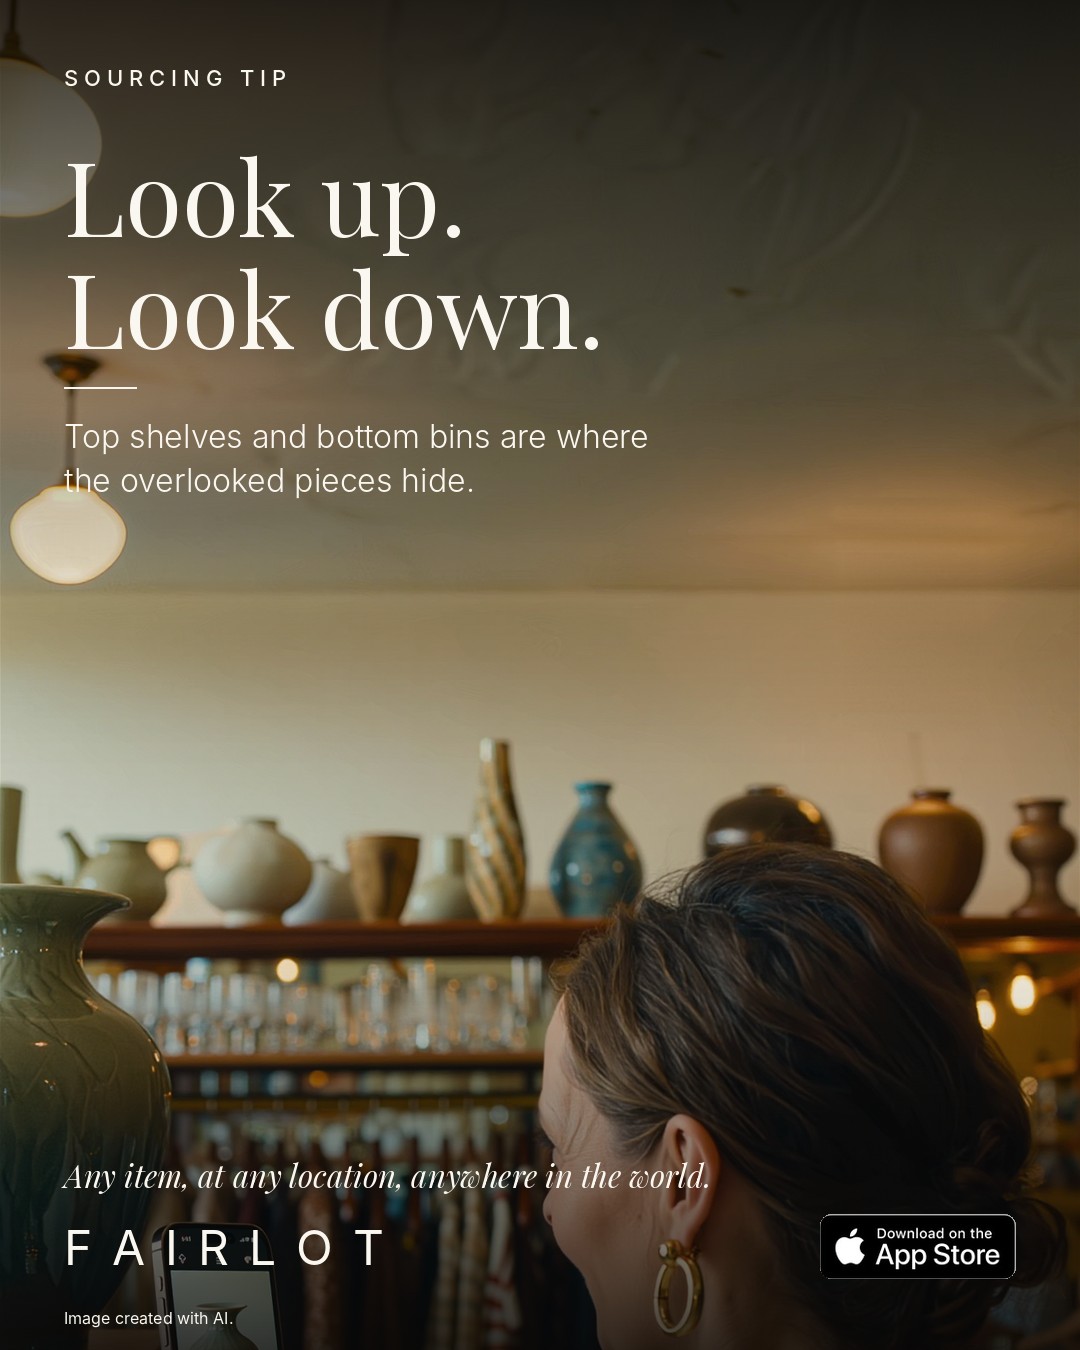 SOURCING TIP
Look up.
Look down.
Top shelves and bottom bins are where
the overlooked pieces hide.
Any item, at any location, anywhere in the world.
FAIRLOT
Download on the
App Store
Image created with AI.